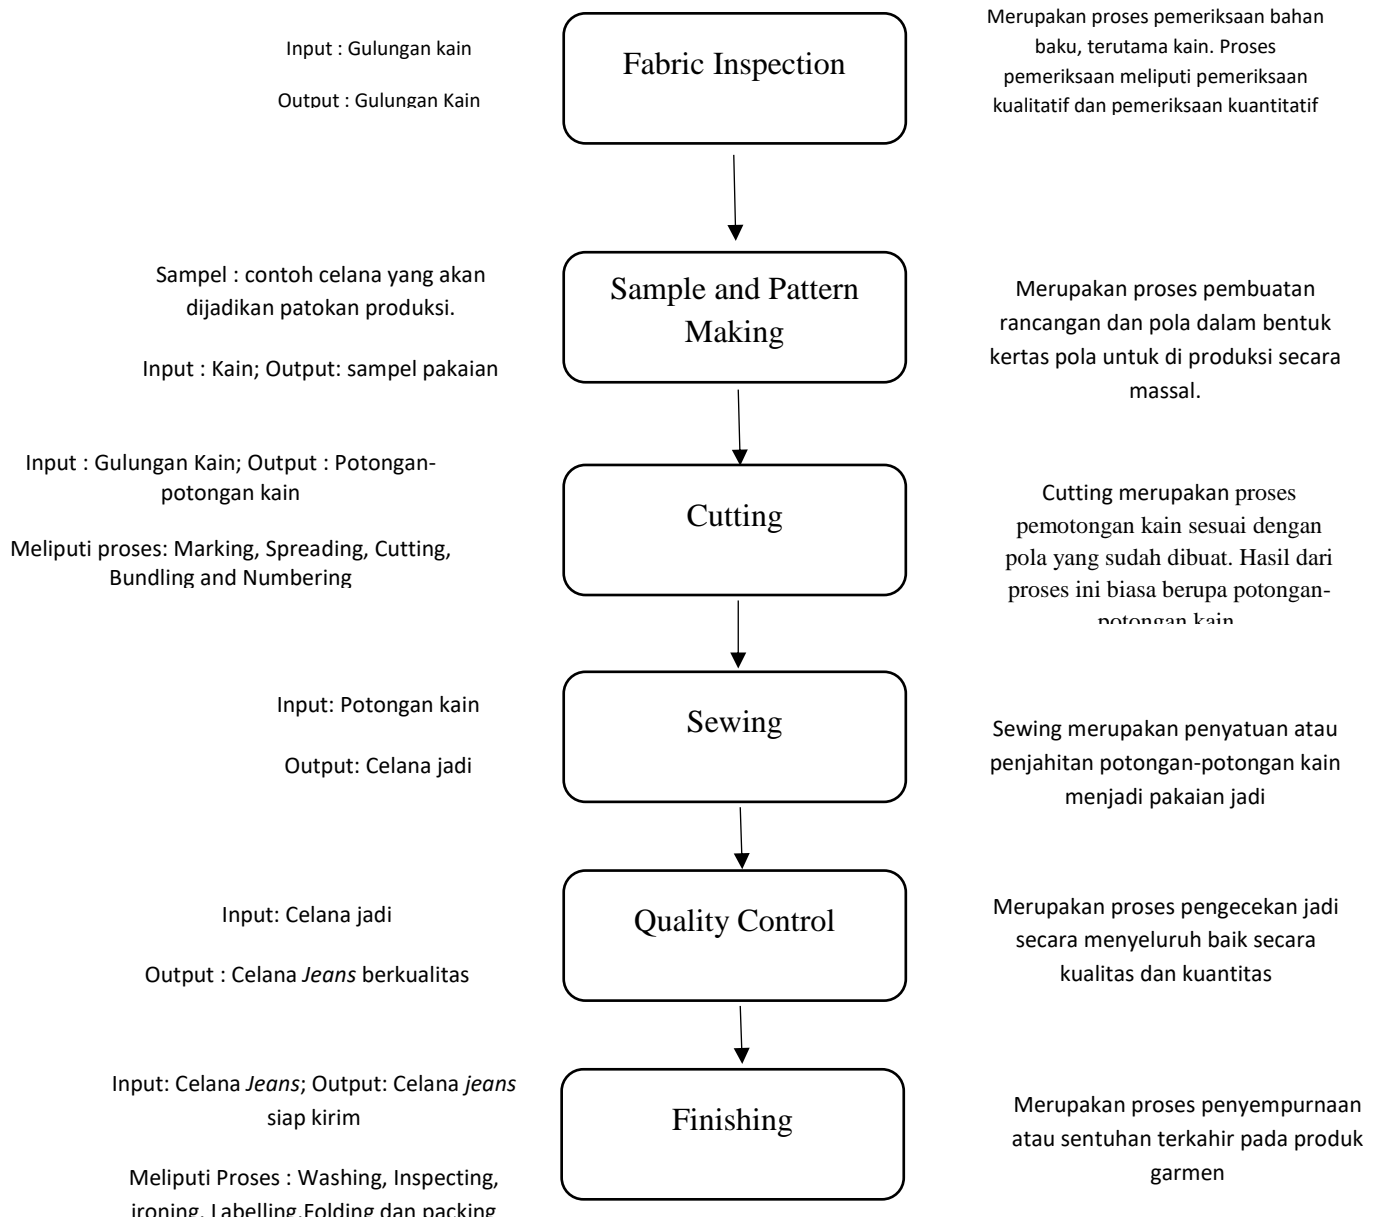 Input : Gulungan kain
Output : Gulungan Kain
Fabric Inspection
Merupakan proses pemeriksaan bahan
baku, terutama kain. Proses
pemeriksaan meliputi pemeriksaan
kualitatif dan pemeriksaan kuantitatif
Sampel : contoh celana yang akan
dijadikan patokan produksi.
Input : Kain; Output: sampel pakaian
Sample and Pattern
Making
Merupakan proses pembuatan
rancangan dan pola dalam bentuk
kertas pola untuk di produksi secara
massal.
Input : Gulungan Kain; Output : Potongan-
potongan kain
Meliputi proses: Marking, Spreading, Cutting,
Bundling and Numbering
Cutting
Cutting merupakan proses
pemotongan kain sesuai dengan
pola yang sudah dibuat. Hasil dari
proses ini biasa berupa potongan-
potongan kain
Input: Potongan kain
Output: Celana jadi
Sewing
Sewing merupakan penyatuan atau
penjahitan potongan-potongan kain
menjadi pakaian jadi
Input: Celana jadi
Output : Celana Jeans berkualitas
Quality Control
Merupakan proses pengecekan jadi
secara menyeluruh baik secara
kualitas dan kuantitas
Input: Celana Jeans; Output: Celana jeans
siap kirim
Meliputi Proses : Washing, Inspecting,
ironing, Labelling,Folding dan packing
Finishing
Merupakan proses penyempurnaan
atau sentuhan terkahir pada produk
garmen